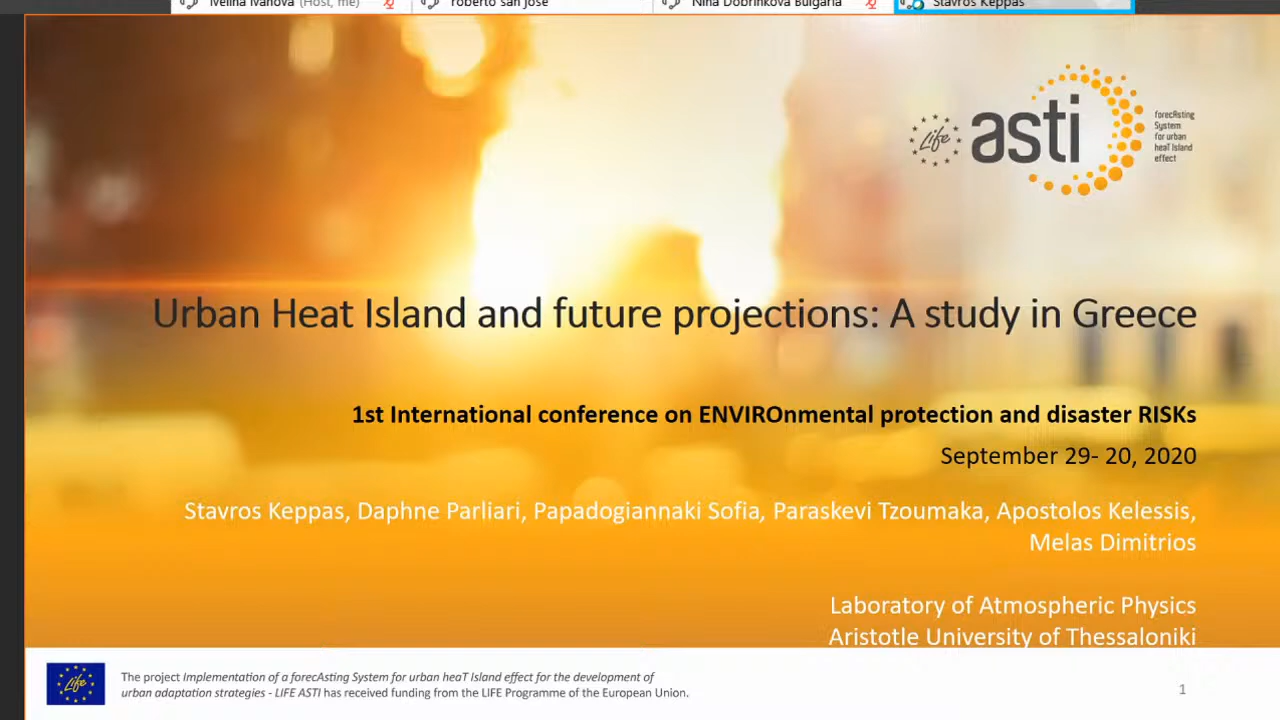 Ivelina Ivanova (Host, me)
roberto san jose
Nina Dobrinkova Bulgaria
Stavros Keppas
Life
asti
forecAsting
System
for urban
heaT Island
effect
Urban Heat Island and future projections: A study in Greece
1st International conference on ENVIROnmental protection and disaster RISKs
September 29- 20, 2020
Stavros Keppas, Daphne Parliari, Papadogiannaki Sofia, Paraskevi Tzoumaka, Apostolos Kelessis,
Melas Dimitrios
Laboratory of Atmospheric Physics
Aristotle University of Thessaloniki
Life
The project Implementation of a forecAsting System for urban heaT Island effect for the development of
urban adaptation strategies - LIFE ASTI has received funding from the LIFE Programme of the European Union.
1